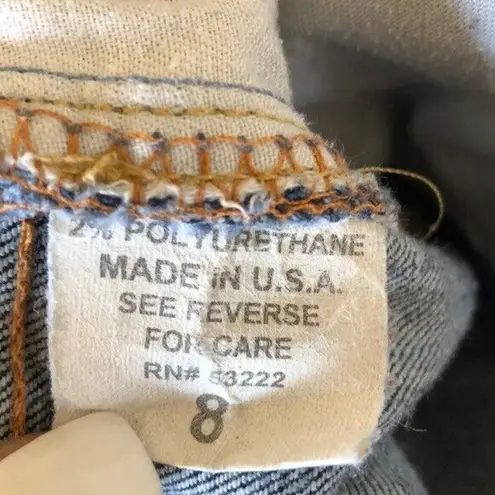 2% POLYURETHANE
MADE iN U.S.A.
SEE REVERSE
FOR CARE
RN# 53222
8